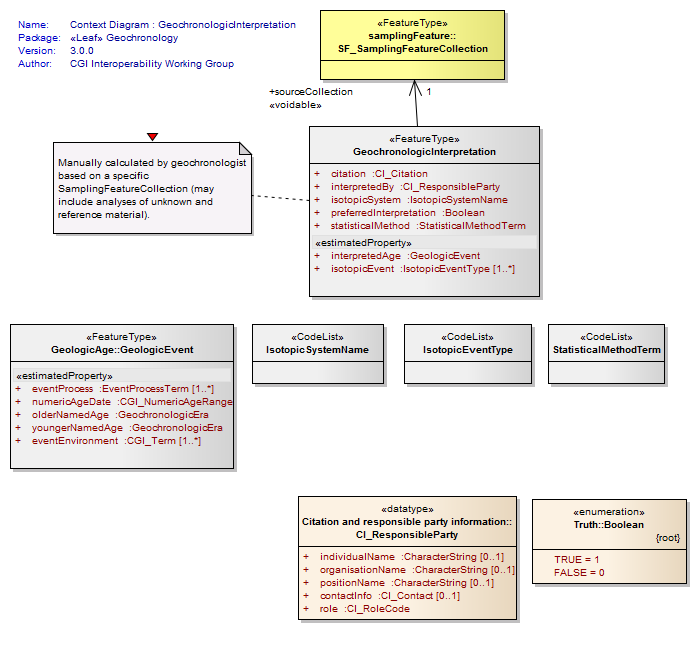 Name: Context Diagram : GeochronologicInterpretation
Package: «Leaf» Geochronology
Version: 3.0.0
Author: CGI Interoperability Working Group
«FeatureType»
samplingFeature::
SF_SamplingFeatureCollection
+sourceCollection
«voidable»
1
Manually calculated by geochronologist
based on a specific
SamplingFeatureCollection (may
include analyses of unknown and
reference material).
«FeatureType»
GeochronologicInterpretation
+ citation :CI_Citation
+ interpretedBy :CI_ResponsibleParty
+ isotopicSystem :IsotopicSystemName
+ preferredInterpretation :Boolean
+ statisticalMethod :StatisticalMethodTerm
«estimatedProperty»
+ interpretedAge :GeologicEvent
+ isotopicEvent :IsotopicEventType [1..*]
«FeatureType»
GeologicAge::GeologicEvent
«estimatedProperty»
+ eventProcess :EventProcessTerm [1..*]
+ numericAgeDate :CGI_NumericAgeRange
+ olderNamedAge :GeochronologicEra
+ youngerNamedAge :GeochronologicEra
+ eventEnvironment :CGI_Term [1..*]
«CodeList»
IsotopicSystemName
«CodeList»
IsotopicEventType
«CodeList»
StatisticalMethodTerm
«datatype»
Citation and responsible party information::
CI_ResponsibleParty
+ individualName :CharacterString [0..1]
+ organisationName :CharacterString [0..1]
+ positionName :CharacterString [0..1]
+ contactInfo :CI_Contact [0..1]
+ role :CI_RoleCode
«enumeration»
Truth::Boolean
{root}
TRUE = 1
FALSE = 0